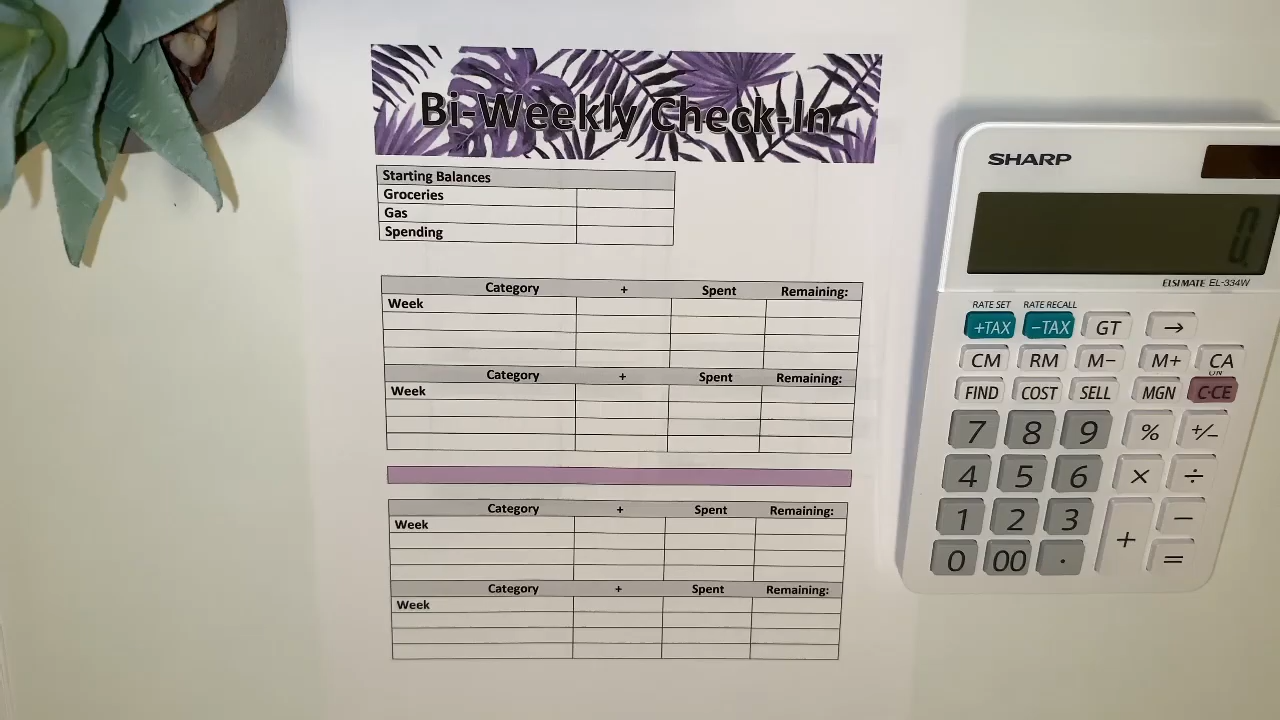 Bi-Weekly Check-In
Starting Balances
Groceries
Gas
Spending
Category + Spent Remaining:
Week
Category + Spent Remaining:
Week
Category + Spent Remaining:
Week
Category + Spent Remaining:
Week
SHARP
0.
ELSIMATE EL-334W
RATE SET RATE RECALL
+TAX −TAX GT →
CM RM M− M+ CA
ON
FIND COST SELL MGN C·CE
7 8 9 % +/−
4 5 6 × ÷
1 2 3 + −
0 00 · =